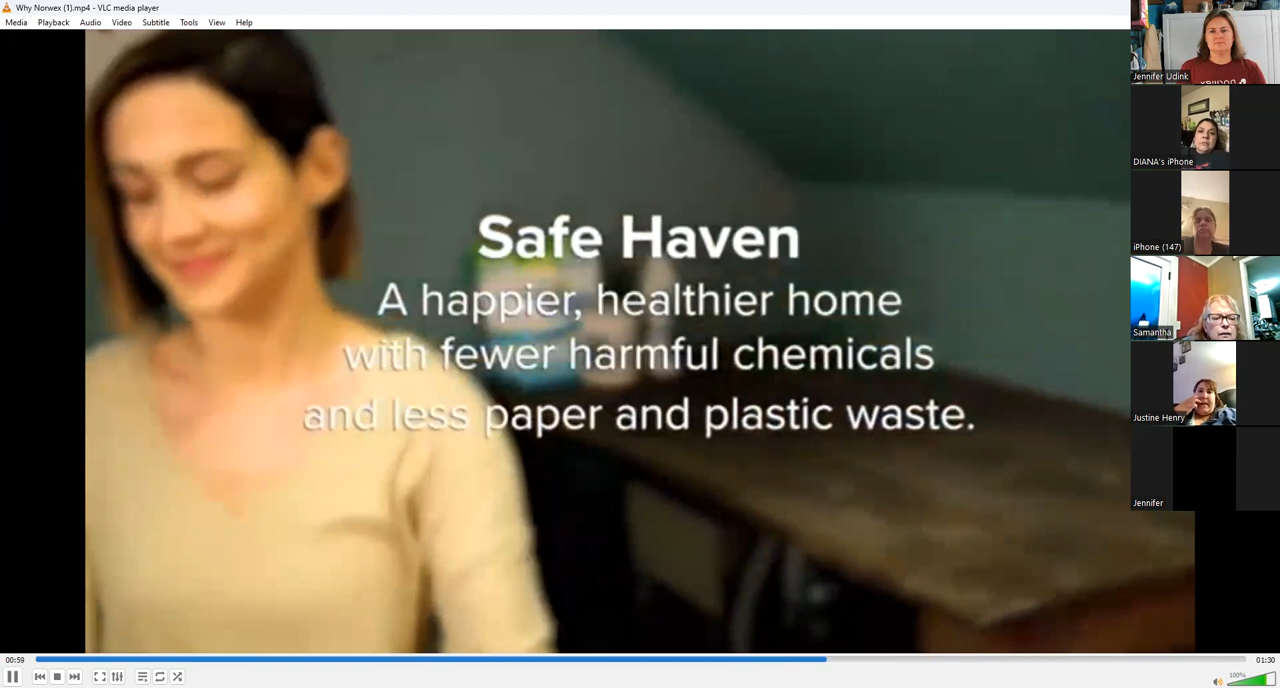 Why Norwex (1).mp4 - VLC media player
Media Playback Audio Video Subtitle Tools View Help
Safe Haven
A happier, healthier home
with fewer harmful chemicals
and less paper and plastic waste.
Jennifer Udink
DIANA's iPhone
iPhone (147)
Samantha
Justine Henry
Jennifer
00:59
01:30
100%